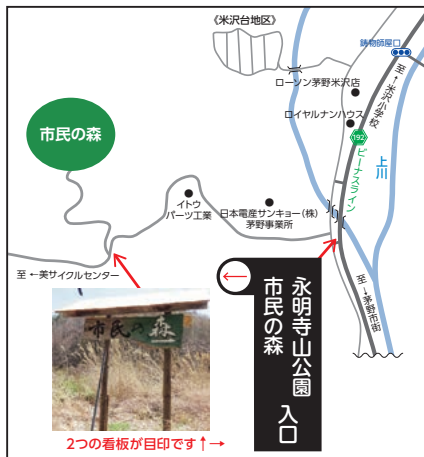 《米沢台地区》
鋳物師屋口
ローソン茅野米沢店
至←米沢小学校
ロイヤルナンハウス
192
ビーナスライン
上川
市民の森
イトウ
パーツ工業
日本電産サンキョー(株)
茅野事業所
至 ←美サイクルセンター
至→茅野市街
←
永明寺山公園
市民の森
入口
市民の森
2つの看板が目印です↑→